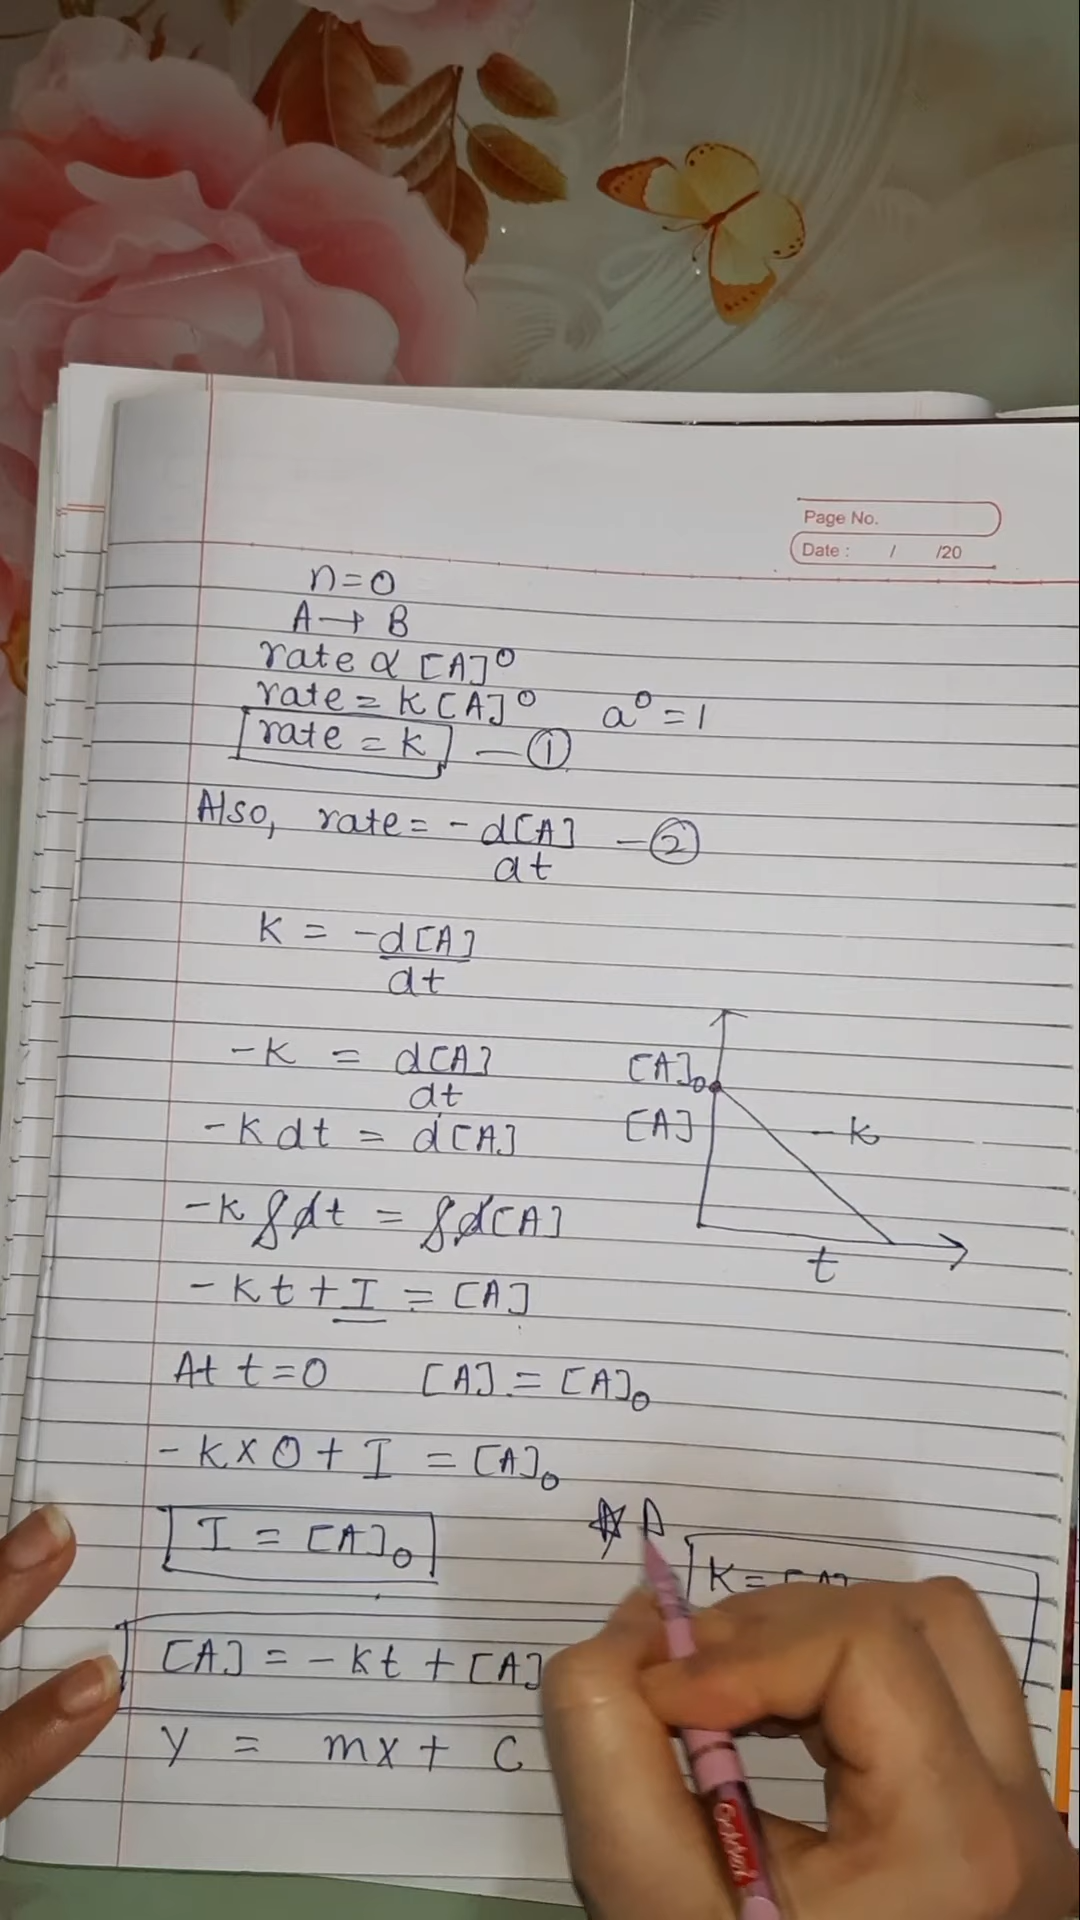 Page No.
Date : / /20
n=0
A→B
rate ∝ [A]⁰
rate = K[A]⁰ a⁰=1
rate = K —①
Also, rate = -d[A]/dt —②
K = -d[A]/dt
-K = d[A]/dt
-Kdt = d[A]
-K∫dt = ∫d[A]
-Kt+I = [A]
At t=0 [A] = [A]₀
-K×0+I = [A]₀
I = [A]₀
[A] = -Kt + [A]
y = mx + C
[A]₀
[A]
-K
t
K = [A]